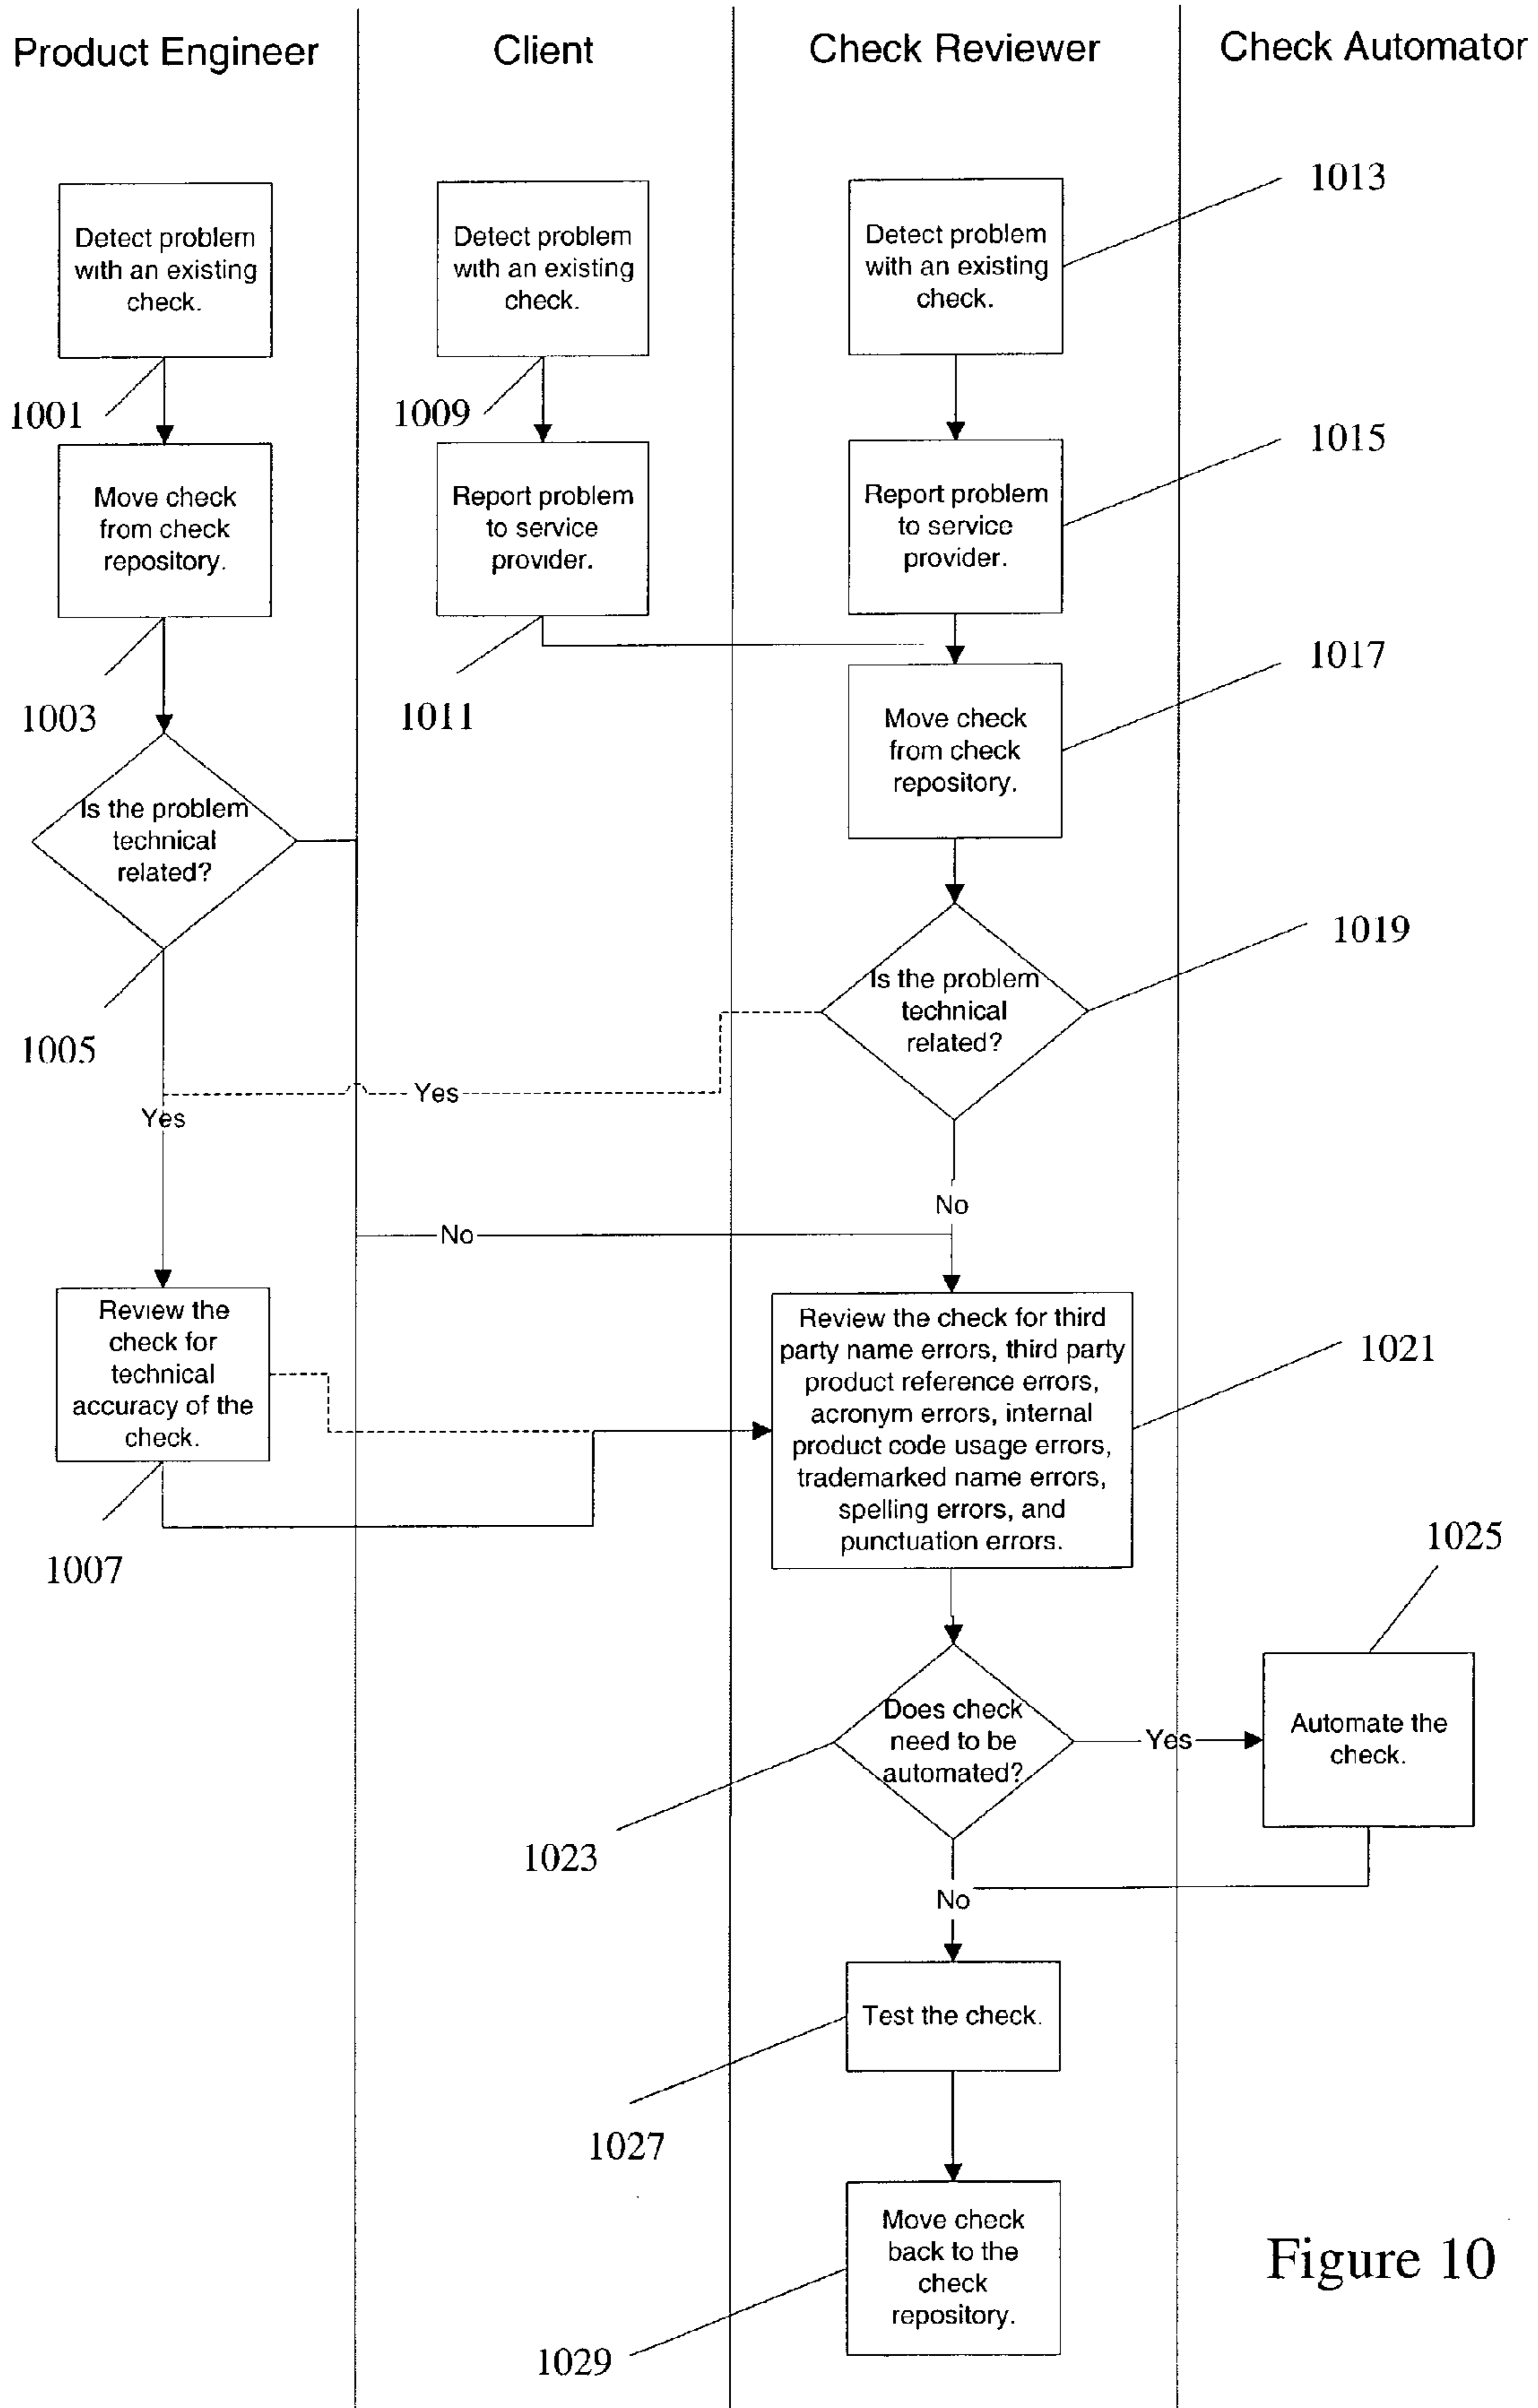 Product Engineer
Client
Check Reviewer
Check Automator
Detect problem
with an existing
check.
Detect problem
with an existing
check.
Detect problem
with an existing
check.
1013
1001
1009
Move check
from check
repository.
Report problem
to service
provider.
Report problem
to service
provider.
1015
1003
1011
Move check
from check
repository.
1017
Is the problem
technical
related?
1005
Is the problem
technical
related?
1019
Yes
Yes
No
No
Review the
check for
technical
accuracy of the
check.
1007
Review the check for third
party name errors, third party
product reference errors,
acronym errors, internal
product code usage errors,
trademarked name errors,
spelling errors, and
punctuation errors.
1021
1025
Does check
need to be
automated?
Yes
Automate the
check.
1023
No
Test the check.
1027
Move check
back to the
check
repository.
1029
Figure 10